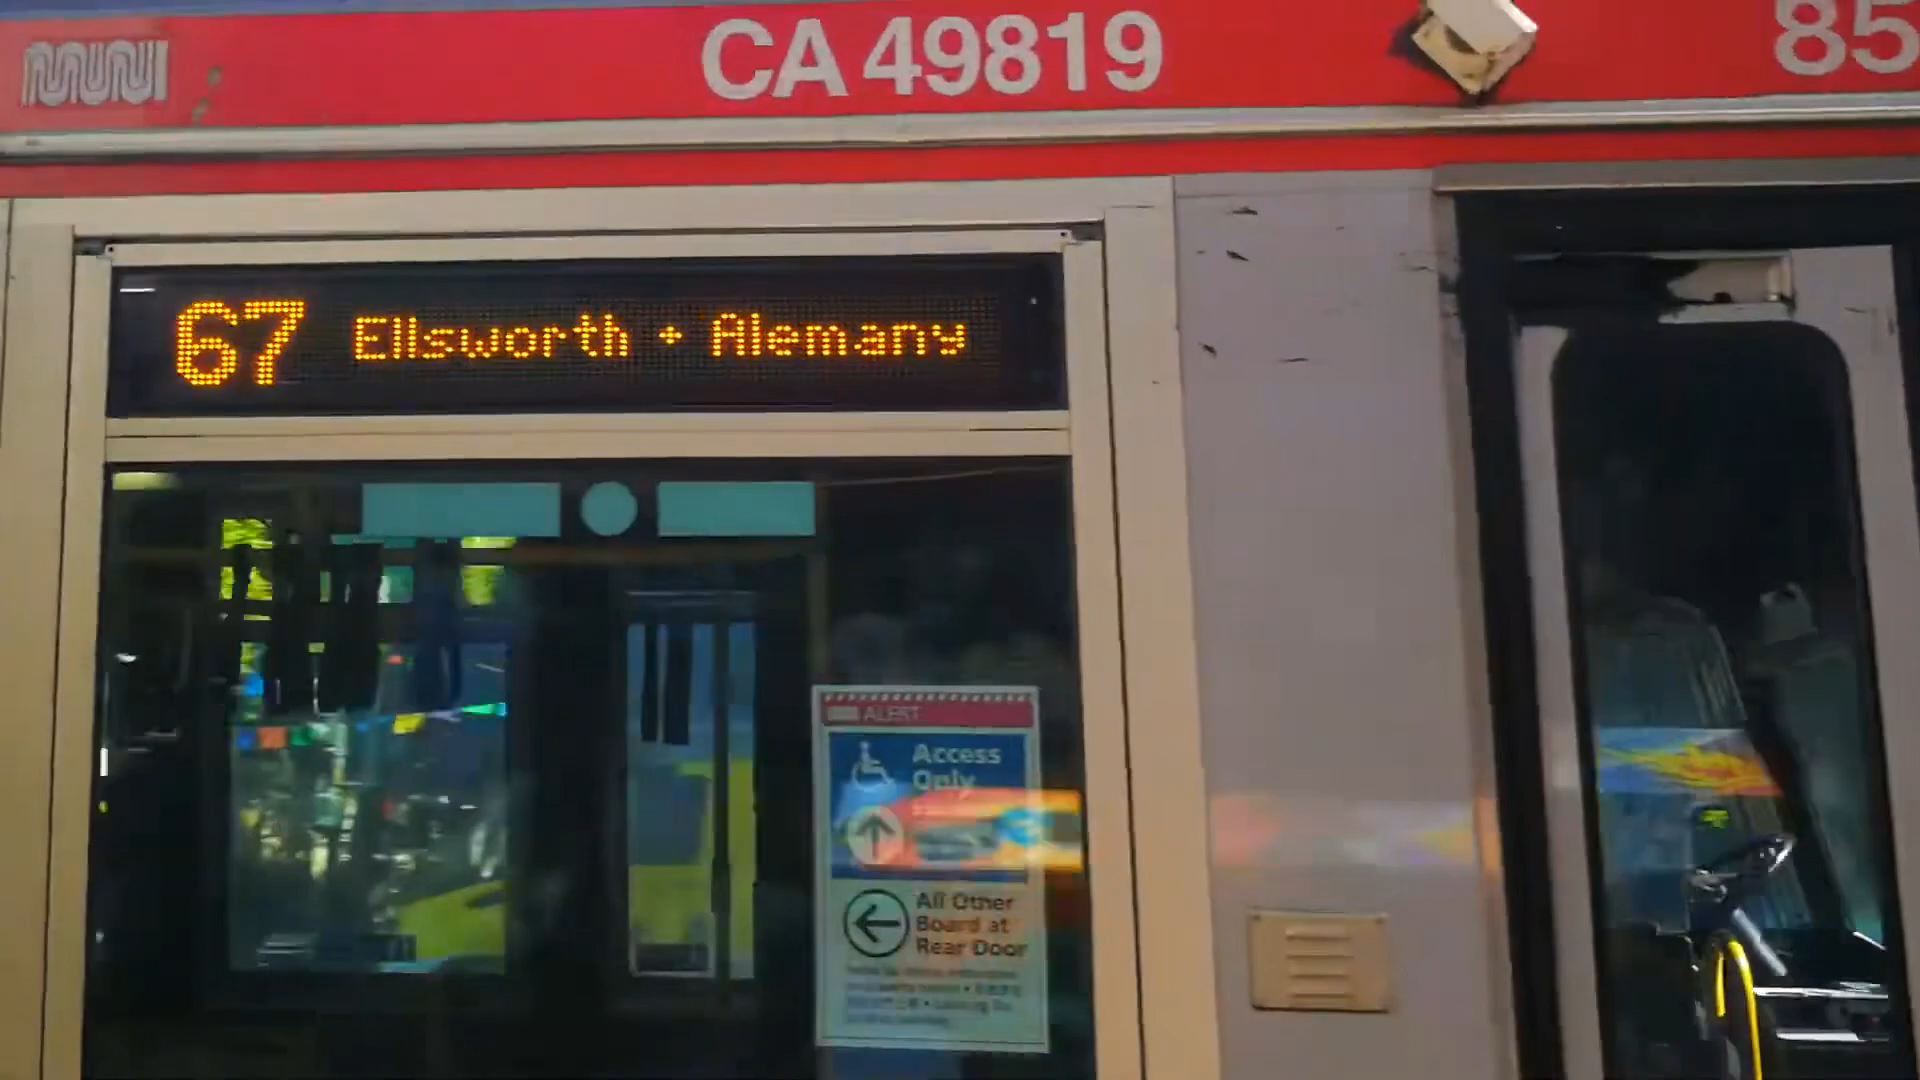 MUNI
CA 49819
85
67 Ellsworth + Alemany
ALERT
Access
Only
All Other
Board at
Rear Door